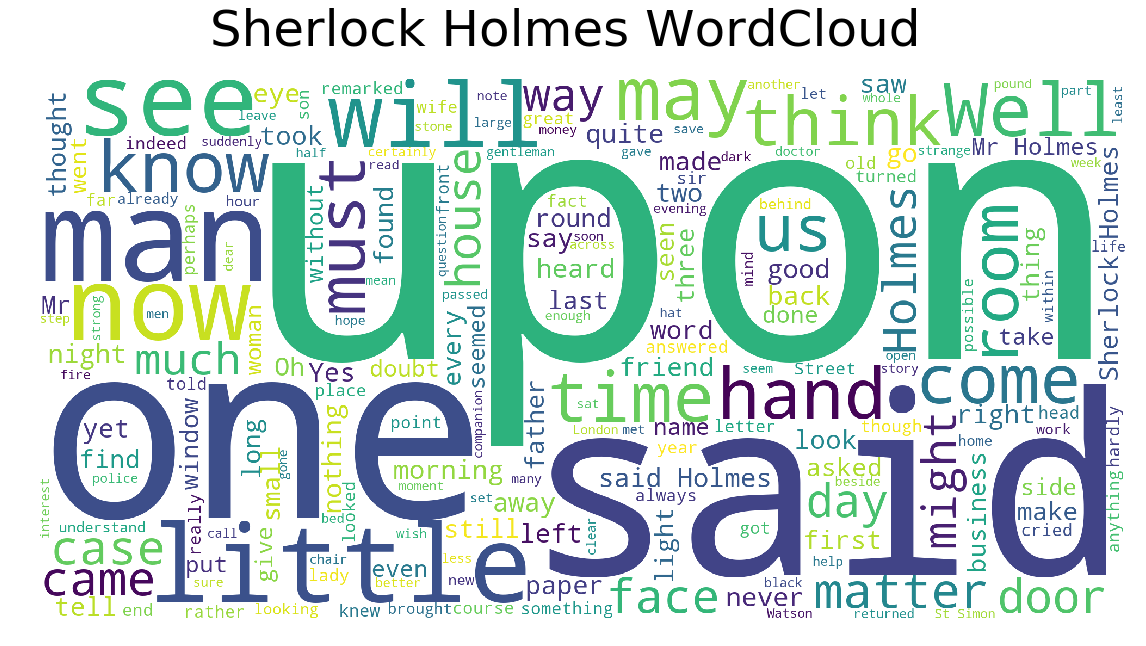 Sherlock Holmes WordCloud
see
eye
leave
son
remarked
will
wife
stone
note
large
way
great
money
may
quite
save
another
think
let
saw
whole
Well
pound
part
least
thought
went
indeed
suddenly
took
half
certainly
read
gentleman
gave
made
dark
doctor
old
turned
go
strange
Mr Holmes
week
know
far
already
hour
must
without
found
house
front
question
upon
fact
round
say
soon
across
heard
last
enough
two
sir
evening
seen
three
behind
us
mind
good
back
done
Holmes
room
thing
within
possible
life
Sherlock Holmes
man
perhaps
dear
mean
passed
now
Mr
step
strong
men
woman
hope
hat
word
answered
take
open
story
night
much
Oh
Yes
doubt
every
seemed
companion
friend
seem
Street
fire
told
place
time
hand
come
one
yet
find
police
window
long
small
gone
nothing
looked
point
morning
moment
father
sat
London
met
name
letter
year
look
though
right
head
work
home
hardly
anything
said
said Holmes
always
light
got
asked
beside
day
first
help
might
business
side
make
cried
interest
understand
case
really
call
bed
wish
set
many
away
still
left
clear
little
put
give
chair
lady
even
better
less
new
paper
came
sure
black
never
matter
face
door
tell
end
rather
looking
knew
brought
course
something
Watson
returned
St Simon